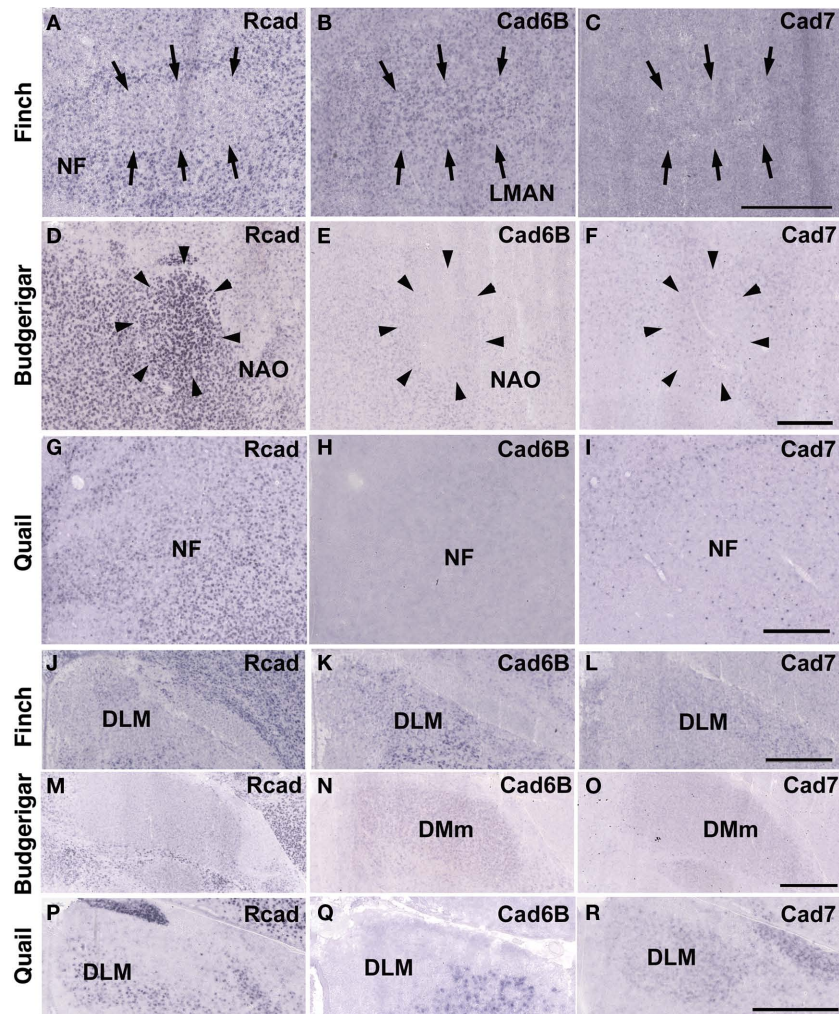 A Rcad B Cad6B C Cad7
Finch
NF LMAN
D Rcad E Cad6B F Cad7
Budgerigar
NAO NAO
G Rcad H Cad6B I Cad7
Quail
NF NF NF
J Rcad K Cad6B L Cad7
Finch
DLM DLM DLM
M Rcad N Cad6B O Cad7
Budgerigar
DMm DMm
P Rcad Q Cad6B R Cad7
Quail
DLM DLM DLM